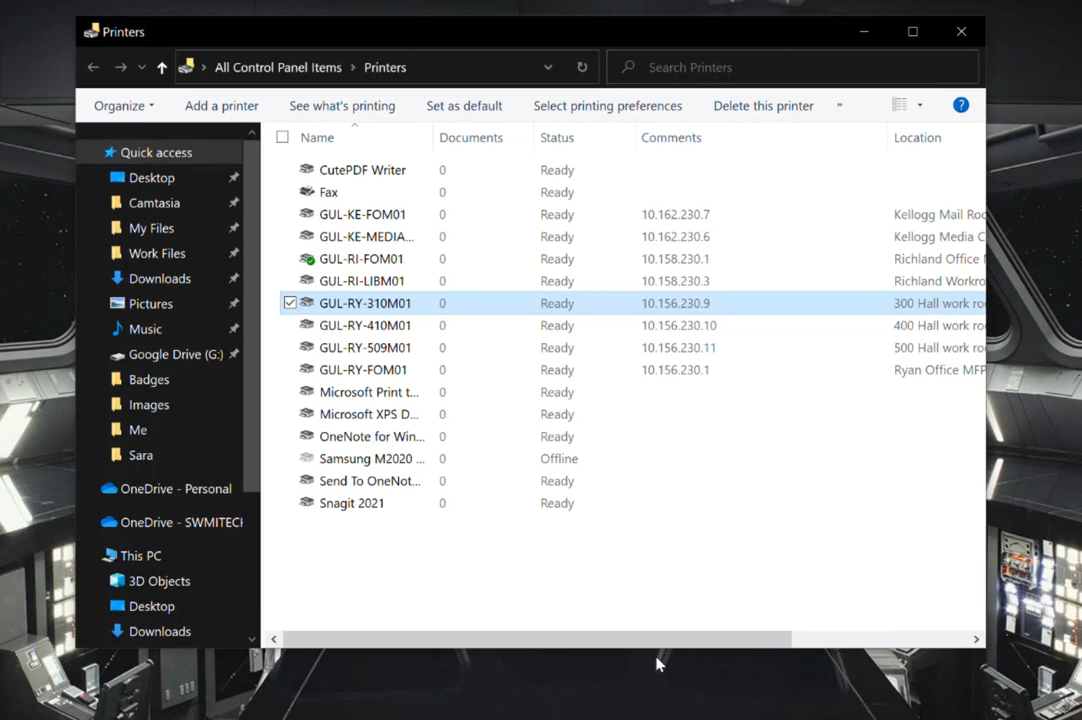 Printers
All Control Panel Items > Printers
Search Printers
Organize
Add a printer
See what's printing
Set as default
Select printing preferences
Delete this printer
»
?
Quick access
Desktop
Camtasia
My Files
Work Files
Downloads
Pictures
Music
Google Drive (G:)
Badges
Images
Me
Sara
OneDrive - Personal
OneDrive - SWMITECH
This PC
3D Objects
Desktop
Downloads
Name Documents Status Comments Location
CutePDF Writer 0 Ready
Fax 0 Ready
GUL-KE-FOM01 0 Ready 10.162.230.7 Kellogg Mail Roo
GUL-KE-MEDIA... 0 Ready 10.162.230.6 Kellogg Media C
GUL-RI-FOM01 0 Ready 10.158.230.1 Richland Office M
GUL-RI-LIBM01 0 Ready 10.158.230.3 Richland Workro
GUL-RY-310M01 0 Ready 10.156.230.9 300 Hall work ro
GUL-RY-410M01 0 Ready 10.156.230.10 400 Hall work ro
GUL-RY-509M01 0 Ready 10.156.230.11 500 Hall work ro
GUL-RY-FOM01 0 Ready 10.156.230.1 Ryan Office MFP
Microsoft Print t... 0 Ready
Microsoft XPS D... 0 Ready
OneNote for Win... 0 Ready
Samsung M2020 ... 0 Offline
Send To OneNot... 0 Ready
Snagit 2021 0 Ready